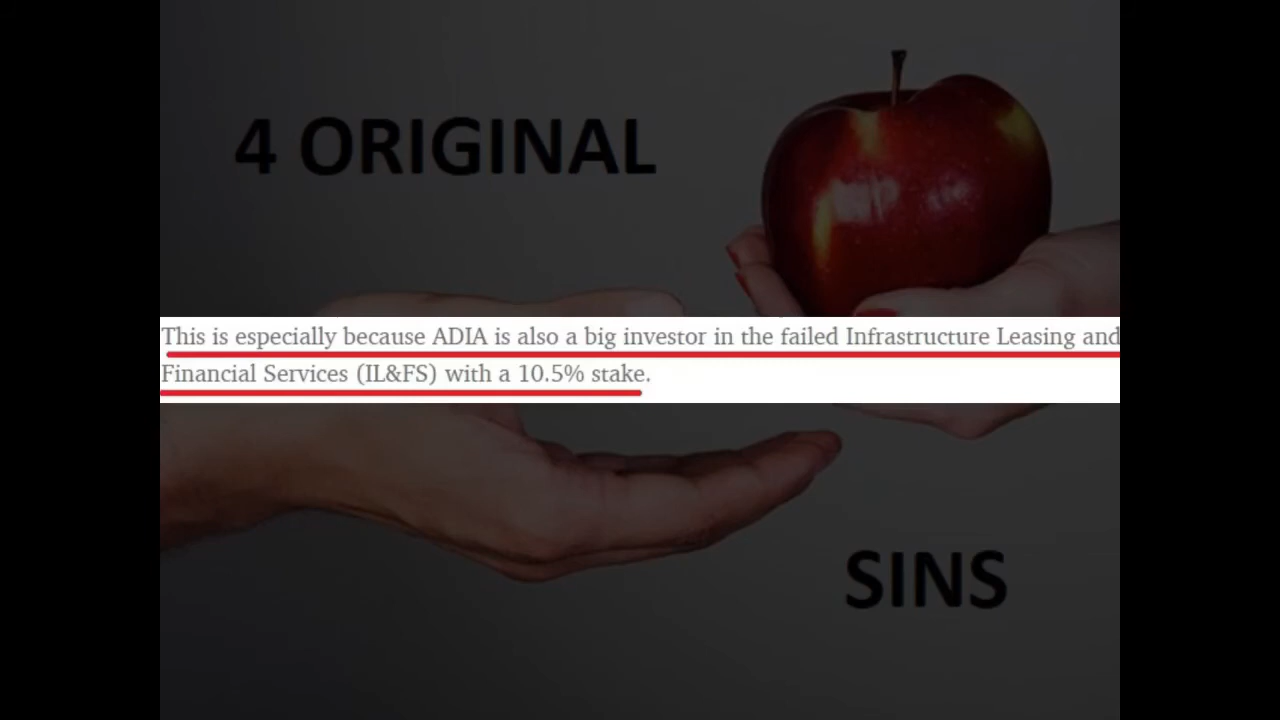 4 ORIGINAL
This is especially because ADIA is also a big investor in the failed Infrastructure Leasing and
Financial Services (IL&FS) with a 10.5% stake.
SINS